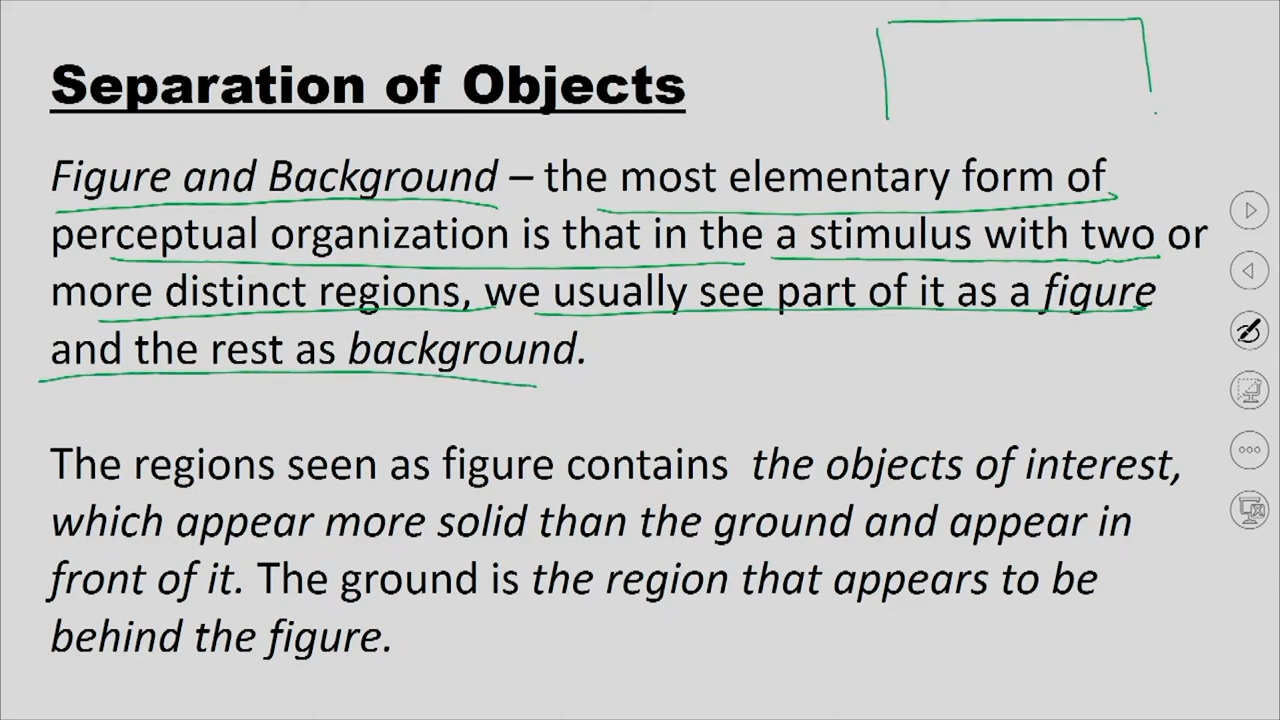 Separation of Objects
Figure and Background – the most elementary form of
perceptual organization is that in the a stimulus with two or
more distinct regions, we usually see part of it as a figure
and the rest as background.
The regions seen as figure contains the objects of interest,
which appear more solid than the ground and appear in
front of it. The ground is the region that appears to be
behind the figure.